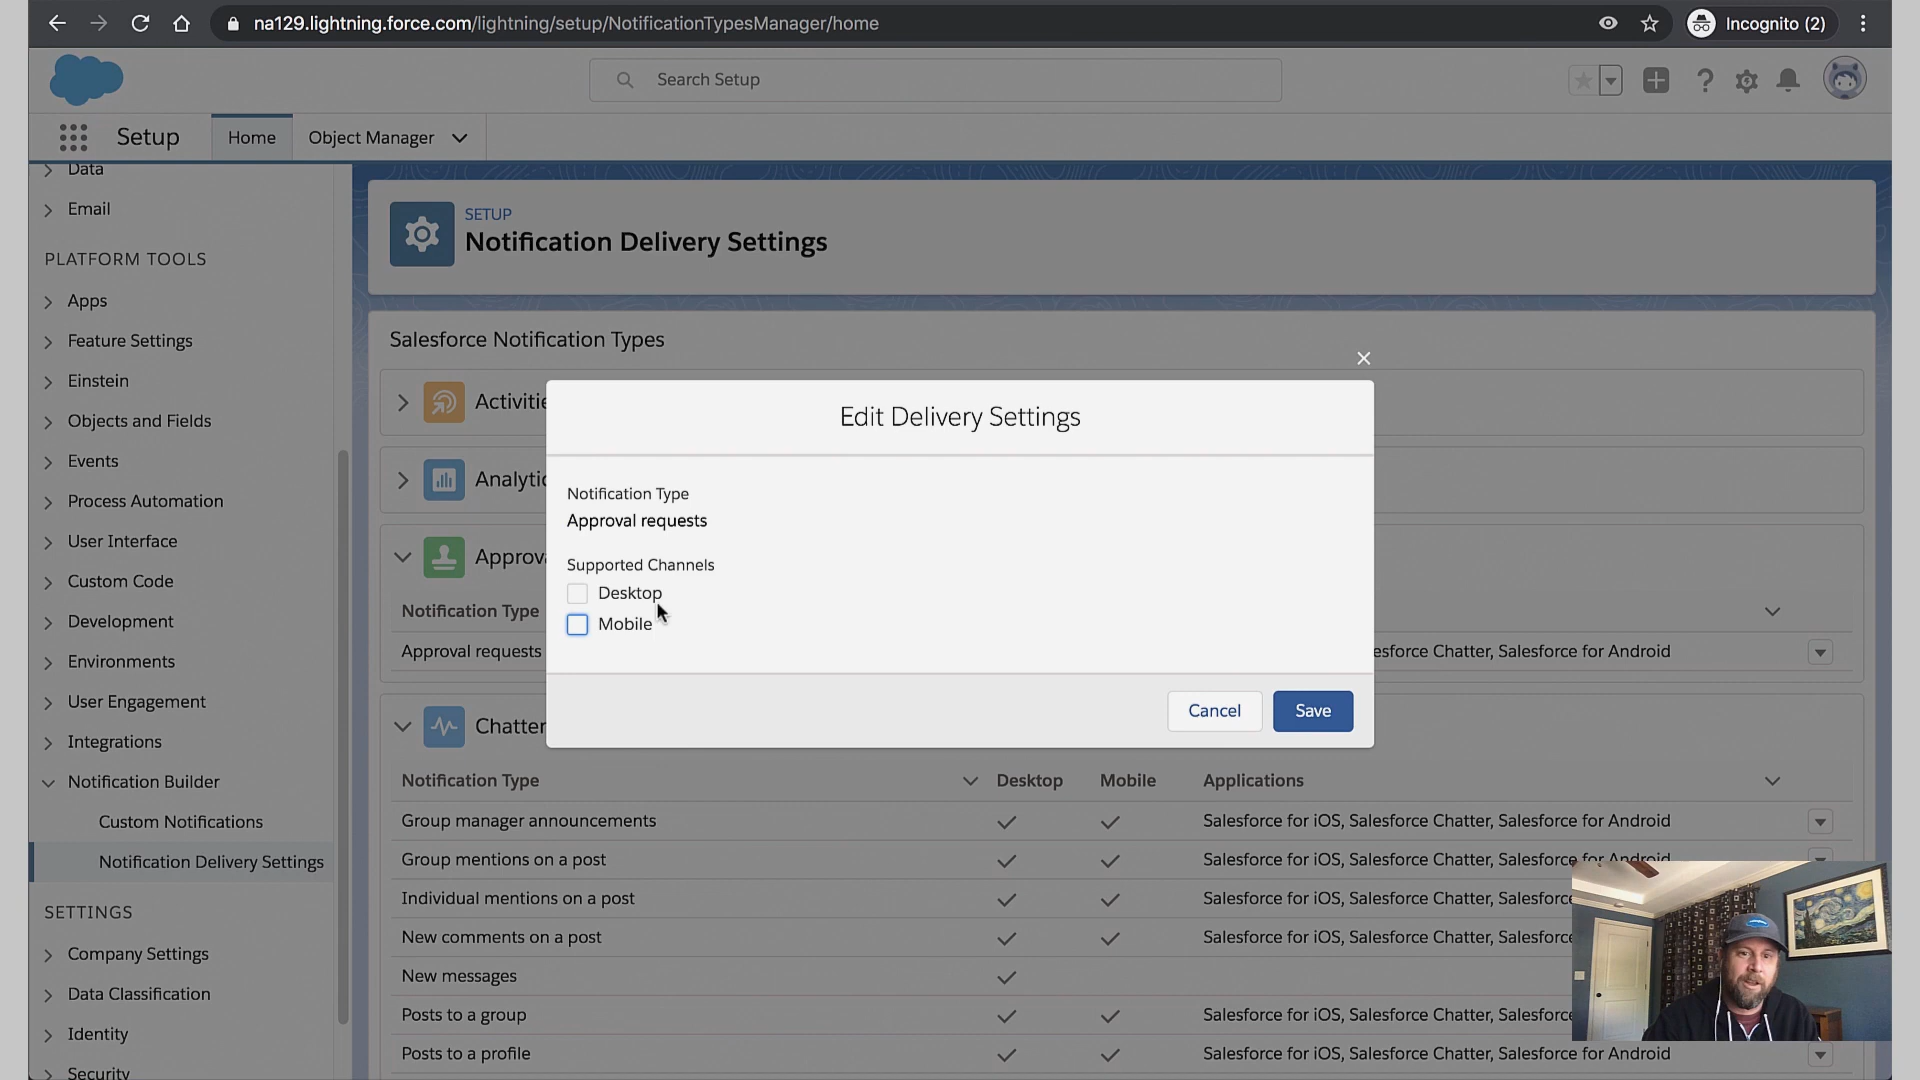 na129.lightning.force.com/lightning/setup/NotificationTypesManager/home
Incognito (2)
Search Setup
Setup
Home
Object Manager
Data
Email
PLATFORM TOOLS
Apps
Feature Settings
Einstein
Objects and Fields
Events
Process Automation
User Interface
Custom Code
Development
Environments
User Engagement
Integrations
Notification Builder
Custom Notifications
Notification Delivery Settings
SETTINGS
Company Settings
Data Classification
Identity
Security
SETUP
Notification Delivery Settings
Salesforce Notification Types
Activitie
Analytic
Approva
Notification Type
Approval requests
esforce Chatter, Salesforce for Android
Edit Delivery Settings
Notification Type
Approval requests
Supported Channels
Desktop
Mobile
Cancel
Save
Chatter
Notification Type Desktop Mobile Applications
Group manager announcements Salesforce for iOS, Salesforce Chatter, Salesforce for Android
Group mentions on a post Salesforce for iOS, Salesforce Chatter, Salesforce for Android
Individual mentions on a post Salesforce for iOS, Salesforce Chatter, Salesforce
New comments on a post Salesforce for iOS, Salesforce Chatter, Salesforce
New messages
Posts to a group Salesforce for iOS, Salesforce Chatter, Salesforce
Posts to a profile Salesforce for iOS, Salesforce Chatter, Salesforce for Android